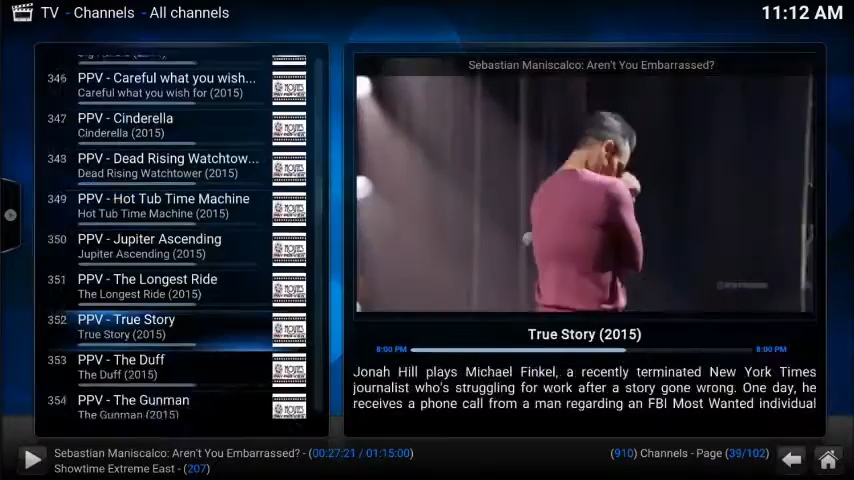 TV - Channels - All channels
11:12 AM
346 PPV - Careful what you wish...
Careful what you wish for (2015)
347 PPV - Cinderella
Cinderella (2015)
348 PPV - Dead Rising Watchtow...
Dead Rising Watchtower (2015)
349 PPV - Hot Tub Time Machine
Hot Tub Time Machine (2015)
350 PPV - Jupiter Ascending
Jupiter Ascending (2015)
351 PPV - The Longest Ride
The Longest Ride (2015)
352 PPV - True Story
True Story (2015)
353 PPV - The Duff
The Duff (2015)
354 PPV - The Gunman
The Gunman (2015)
Sebastian Maniscalco: Aren't You Embarrassed?
True Story (2015)
8:00 PM 8:00 PM
Jonah Hill plays Michael Finkel, a recently terminated New York Times
journalist who's struggling for work after a story gone wrong. One day, he
receives a phone call from a man regarding an FBI Most Wanted individual
Sebastian Maniscalco: Aren't You Embarrassed? - (00:27:21 / 01:15:00)
Showtime Extreme East - (207)
(910) Channels - Page (39/102)